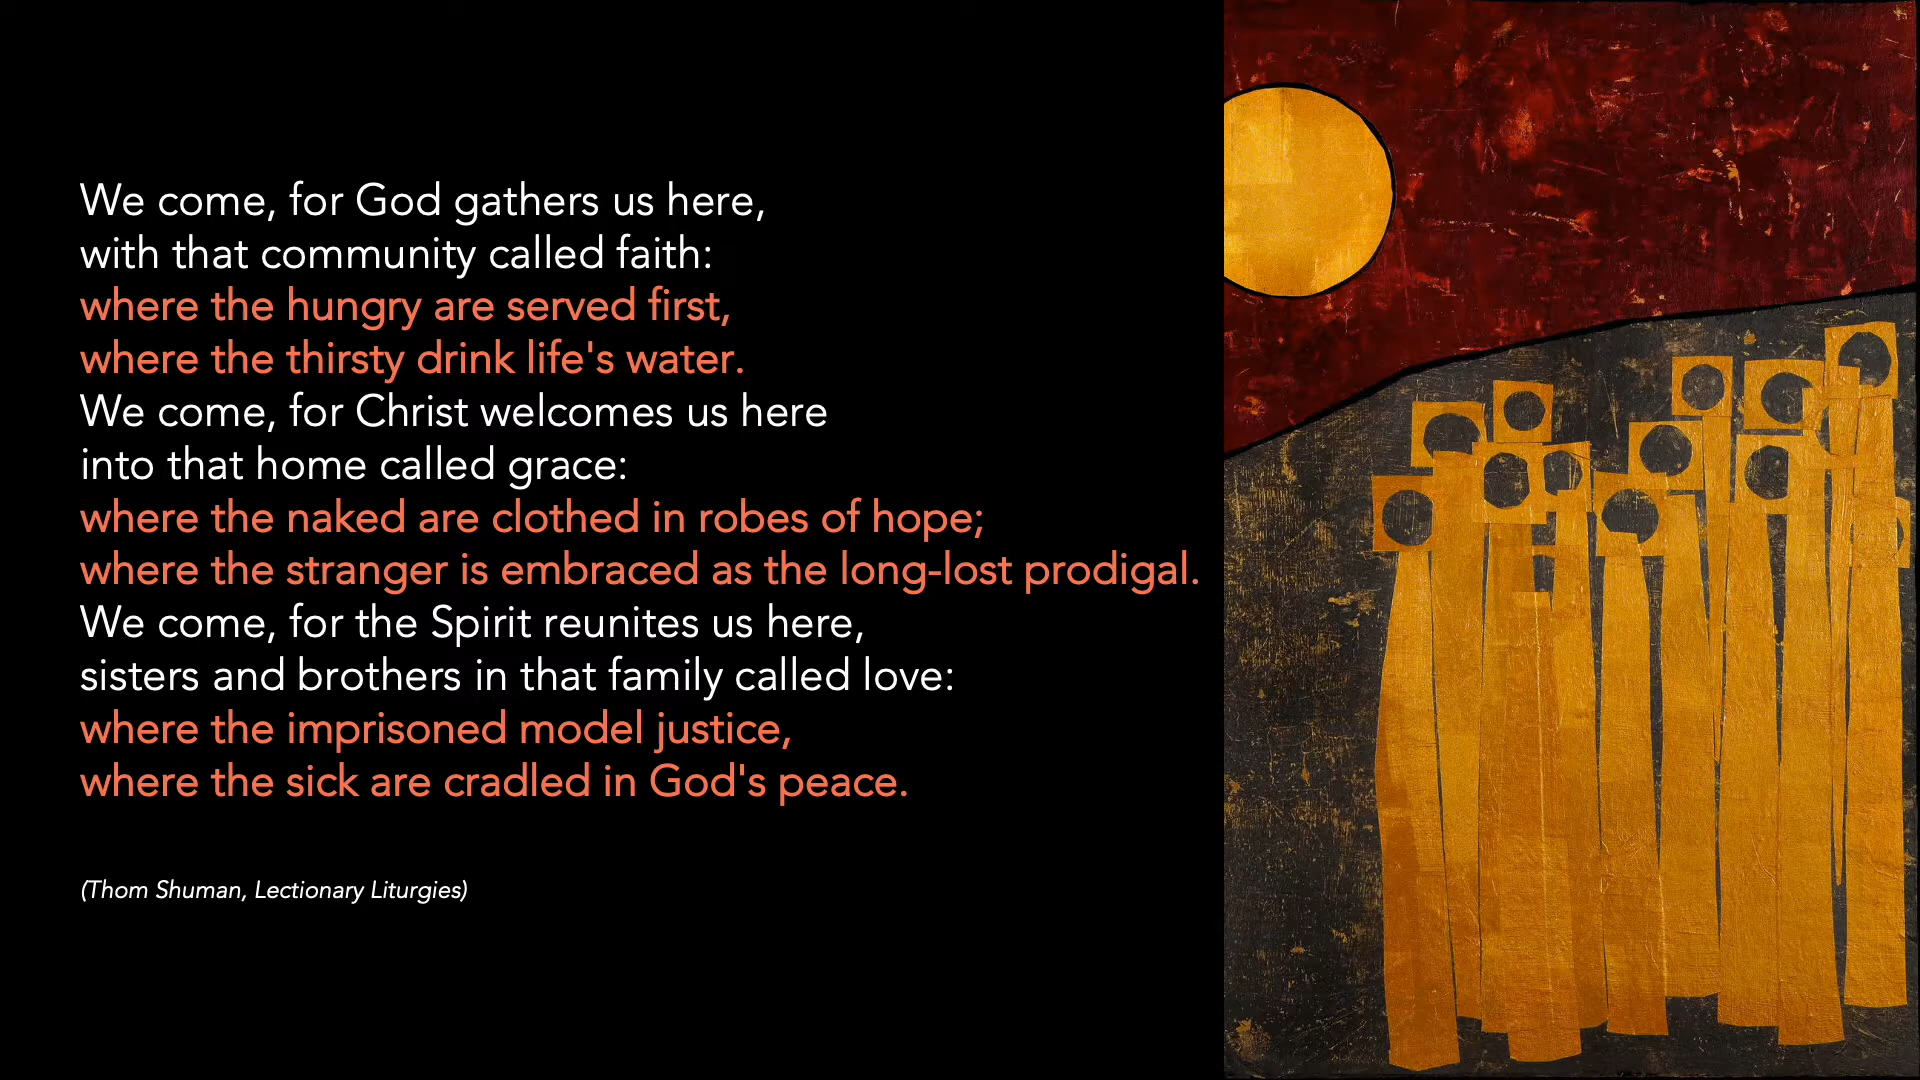 We come, for God gathers us here,
with that community called faith:
where the hungry are served first,
where the thirsty drink life's water.
We come, for Christ welcomes us here
into that home called grace:
where the naked are clothed in robes of hope;
where the stranger is embraced as the long-lost prodigal.
We come, for the Spirit reunites us here,
sisters and brothers in that family called love:
where the imprisoned model justice,
where the sick are cradled in God's peace.
(Thom Shuman, Lectionary Liturgies)